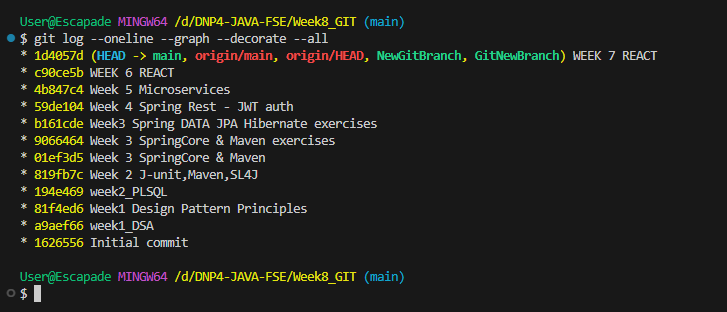 User@Escapade MINGW64 /d/DNP4-JAVA-FSE/Week8_GIT (main)
$ git log --oneline --graph --decorate --all
* 1d4057d (HEAD -> main, origin/main, origin/HEAD, NewGitBranch, GitNewBranch) WEEK 7 REACT
* c90ce5b WEEK 6 REACT
* 4b847c4 Week 5 Microservices
* 59de104 Week 4 Spring Rest - JWT auth
* b161cde Week3 Spring DATA JPA Hibernate exercises
* 9066464 Week 3 SpringCore & Maven exercises
* 01ef3d5 Week 3 SpringCore & Maven
* 819fb7c Week 2 J-unit,Maven,SL4J
* 194e469 week2_PLSQL
* 81f4ed6 Week1 Design Pattern Principles
* a9aef66 week1_DSA
* 1626556 Initial commit
User@Escapade MINGW64 /d/DNP4-JAVA-FSE/Week8_GIT (main)
$